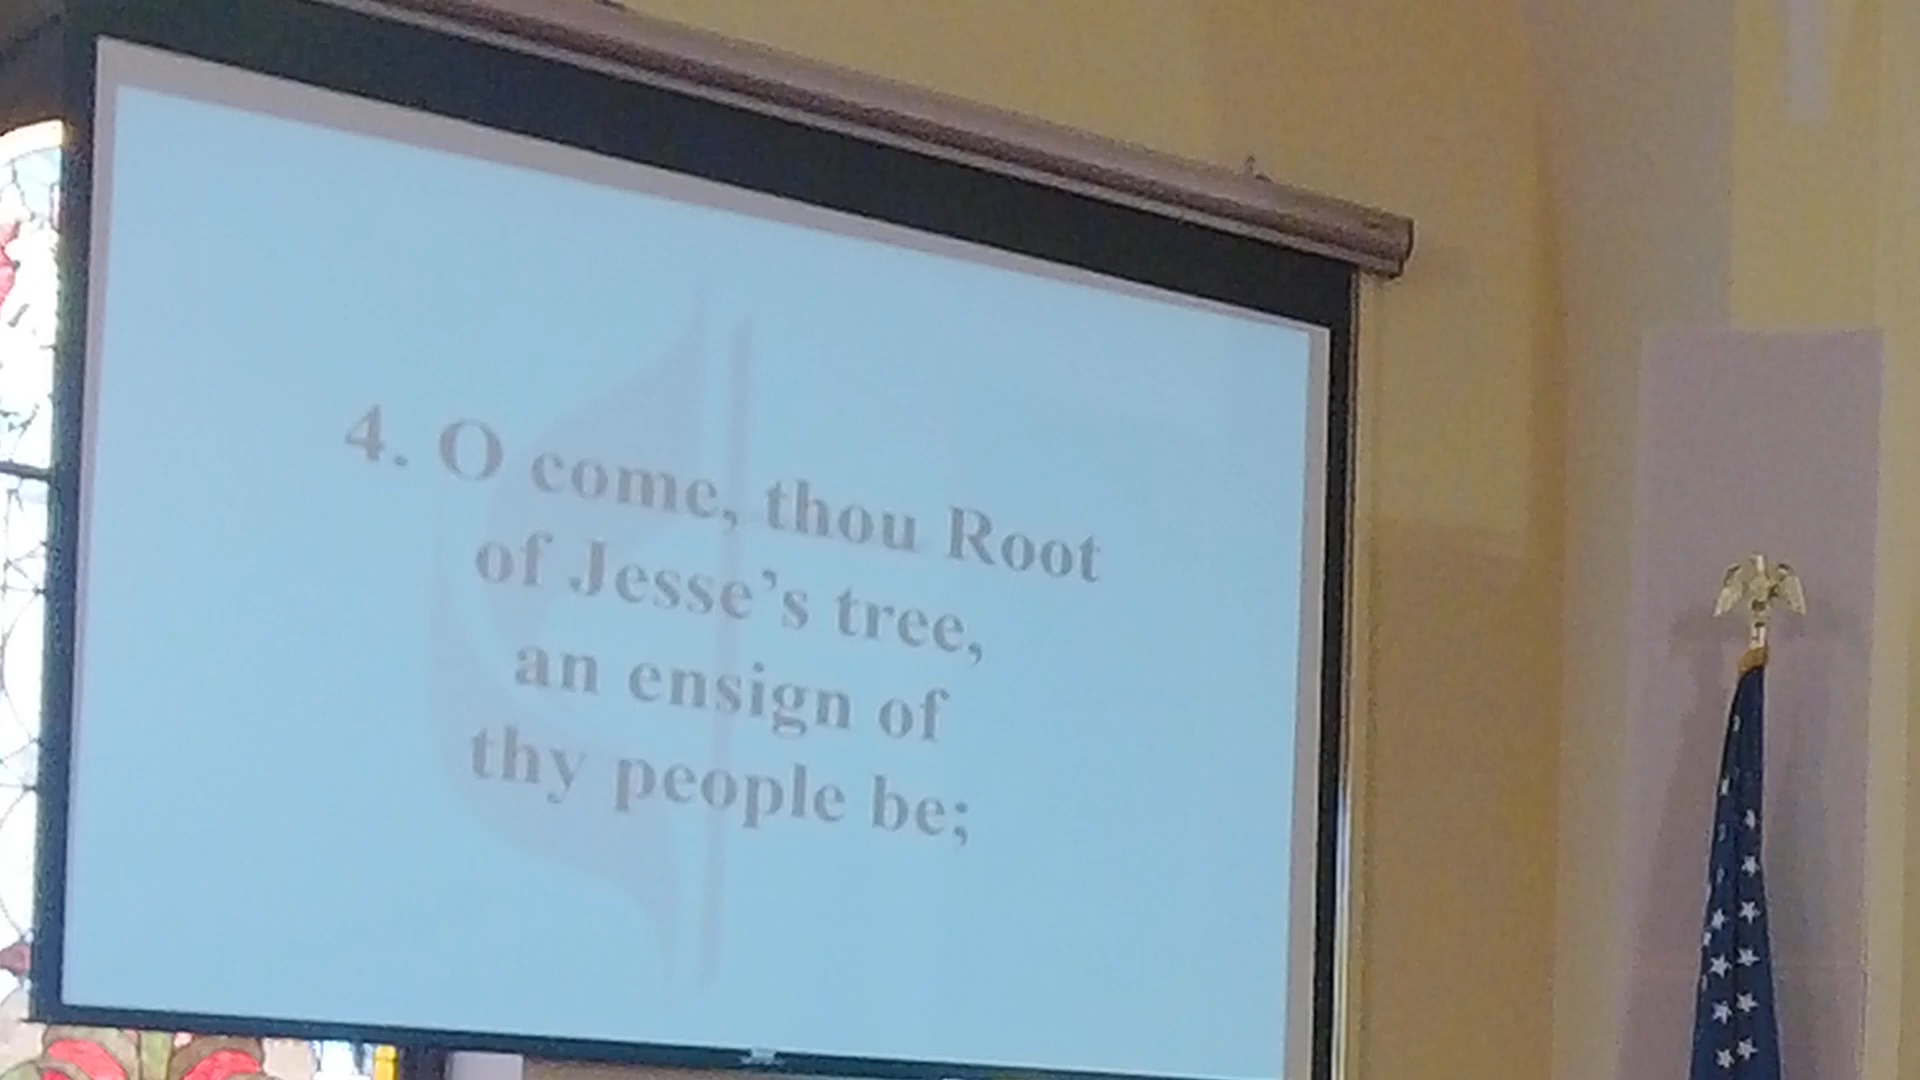 4. O come, thou Root
of Jesse’s tree,
an ensign of
thy people be;